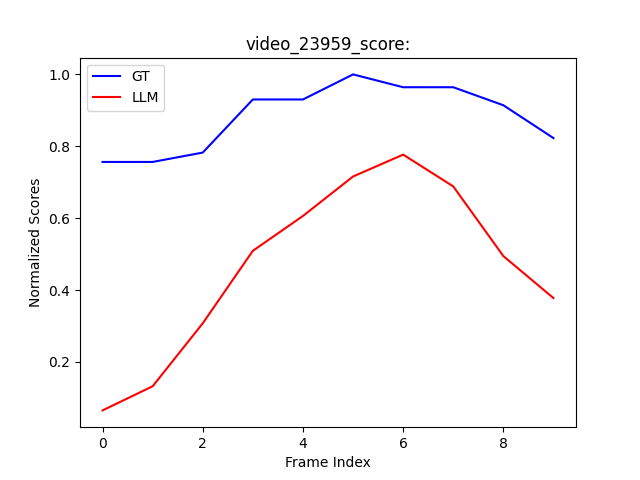 video_23959_score:
GT
LLM
Normalized Scores
1.0
0.8
0.6
0.4
0.2
0 2 4 6 8
Frame Index